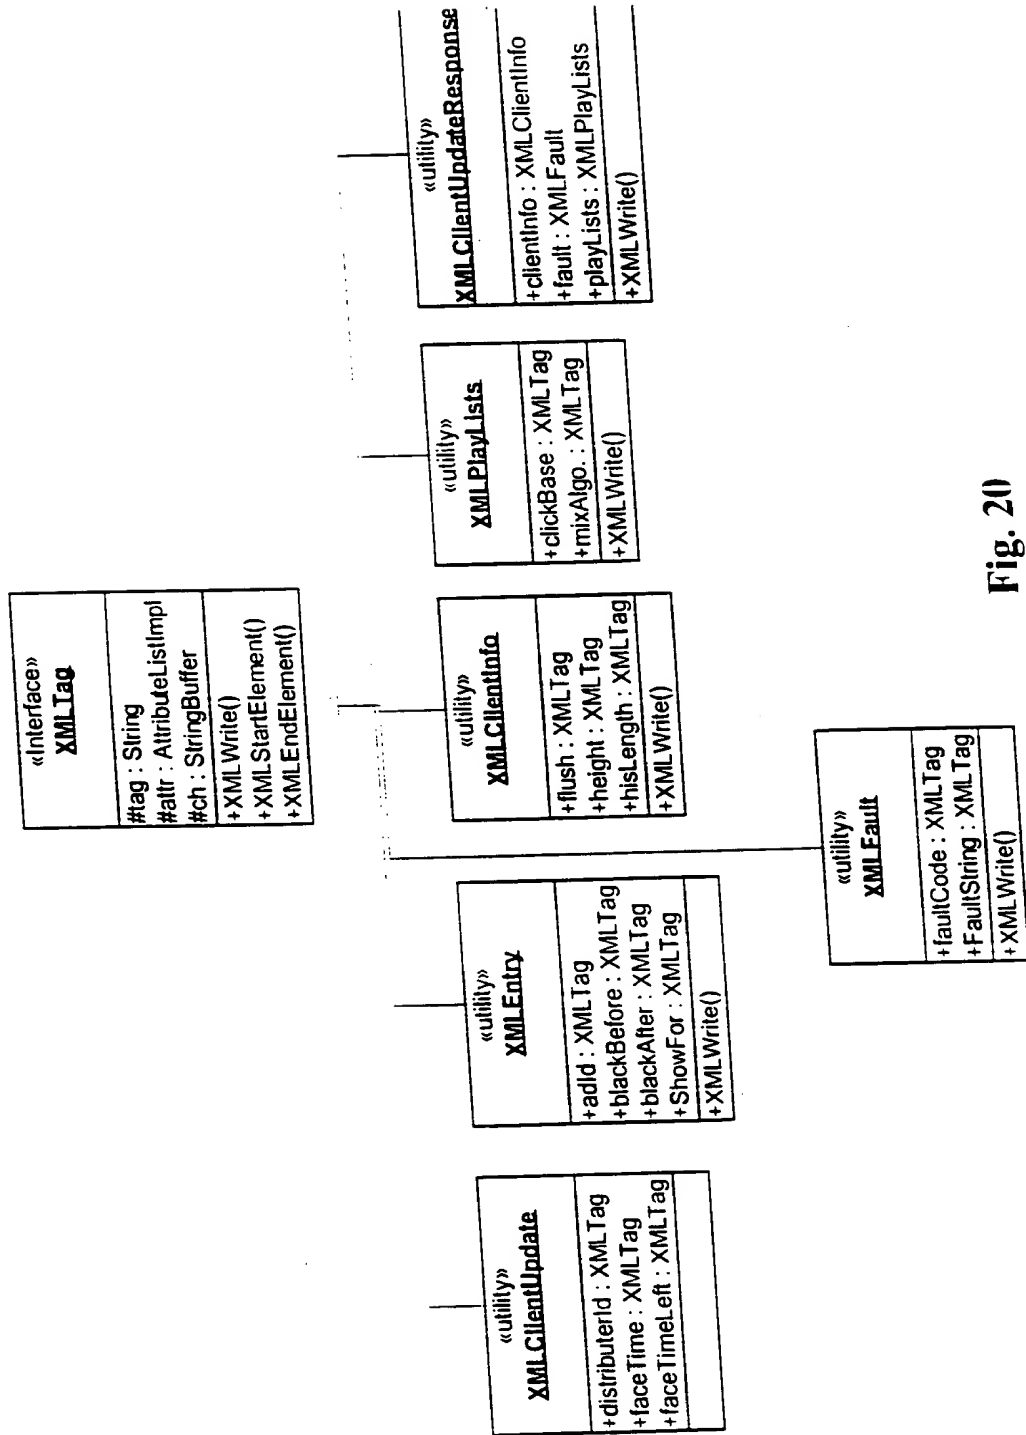 «Interface»
XMLTag
#tag : String
#attr : AttributeListImpl
#ch : StringBuffer
+XMLWrite()
+XMLStartElement()
+XMLEndElement()
«utility»
XMLClientUpdate
+distributerId : XMLTag
+faceTime : XMLTag
+faceTimeLeft : XMLTag
«utility»
XMLEntry
+adId : XMLTag
+blackBefore : XMLTag
+blackAfter : XMLTag
+ShowFor : XMLTag
+XMLWrite()
«utility»
XMLClientInfo
+flush : XMLTag
+height : XMLTag
+hisLength : XMLTag
+XMLWrite()
«utility»
XMLPlayLists
+clickBase : XMLTag
+mixAlgo. : XMLTag
+XMLWrite()
«utility»
XMLClientUpdateResponse
+clientInfo : XMLClientInfo
+fault : XMLFault
+playLists : XMLPlayLists
+XMLWrite()
«utility»
XMLFault
+faultCode : XMLTag
+FaultString : XMLTag
+XMLWrite()
Fig. 20